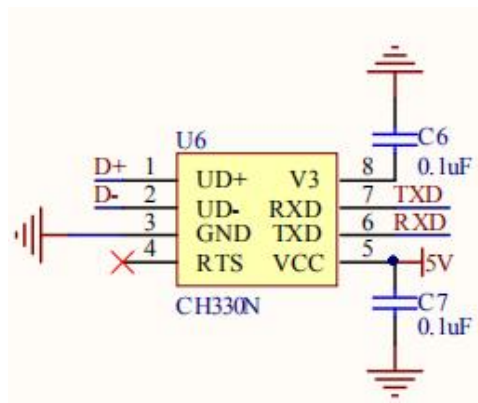 U6
C6
0.1uF
D+ 1 UD+ V3 8
D- 2 UD- RXD 7 TXD
3 GND TXD 6 RXD
4 RTS VCC 5 5V
CH330N
C7
0.1uF